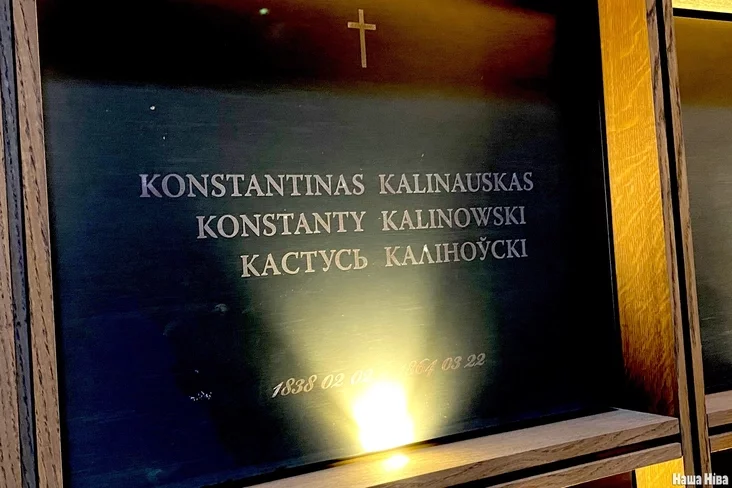 KONSTANTINAS KALINAUSKAS
KONSTANTY KALINOWSKI
КАСТУСЬ КАЛІНОЎСКІ
1838 02 03 22
Наша Ніва